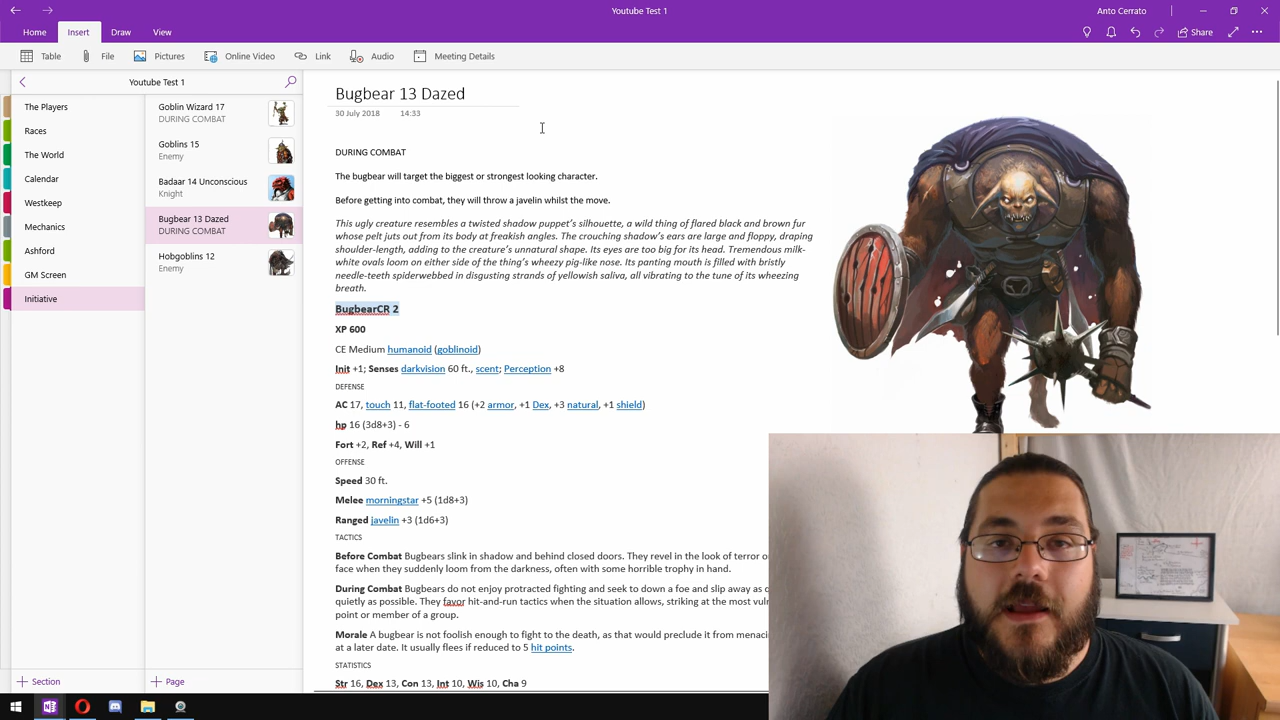 Youtube Test 1
Anto Cerrato
Home
Insert
Draw
View
Share
Table
File
Pictures
Online Video
Link
Audio
Meeting Details
Youtube Test 1
The Players
Races
The World
Calendar
Westkeep
Mechanics
Ashford
GM Screen
Initiative
Section
Goblin Wizard 17
DURING COMBAT
Goblins 15
Enemy
Badaar 14 Unconscious
Knight
Bugbear 13 Dazed
DURING COMBAT
Hobgoblins 12
Enemy
Page
Bugbear 13 Dazed
30 July 2018 14:33
DURING COMBAT
The bugbear will target the biggest or strongest looking character.
Before getting into combat, they will throw a javelin whilst the move.
This ugly creature resembles a twisted shadow puppet's silhouette, a wild thing of flared black and brown fur
whose pelt juts out from its body at freakish angles. The crouching shadow's ears are large and floppy, draping
shoulder-length, adding to the creature's unnatural shape. Its eyes are too big for its head. Tremendous milk-
white ovals loom on either side of the thing's wheezy pig-like nose. Its panting mouth is filled with bristly
needle-teeth spiderwebbed in disgusting strands of yellowish saliva, all vibrating to the tune of its wheezing
breath.
BugbearCR 2
XP 600
CE Medium humanoid (goblinoid)
Init +1; Senses darkvision 60 ft., scent; Perception +8
DEFENSE
AC 17, touch 11, flat-footed 16 (+2 armor, +1 Dex, +3 natural, +1 shield)
hp 16 (3d8+3) - 6
Fort +2, Ref +4, Will +1
OFFENSE
Speed 30 ft.
Melee morningstar +5 (1d8+3)
Ranged javelin +3 (1d6+3)
TACTICS
Before Combat Bugbears slink in shadow and behind closed doors. They revel in the look of terror o
face when they suddenly loom from the darkness, often with some horrible trophy in hand.
During Combat Bugbears do not enjoy protracted fighting and seek to down a foe and slip away as
quietly as possible. They favor hit-and-run tactics when the situation allows, striking at the most vul
point or member of a group.
Morale A bugbear is not foolish enough to fight to the death, as that would preclude it from menaci
at a later date. It usually flees if reduced to 5 hit points.
STATISTICS
Str 16, Dex 13, Con 13, Int 10, Wis 10, Cha 9